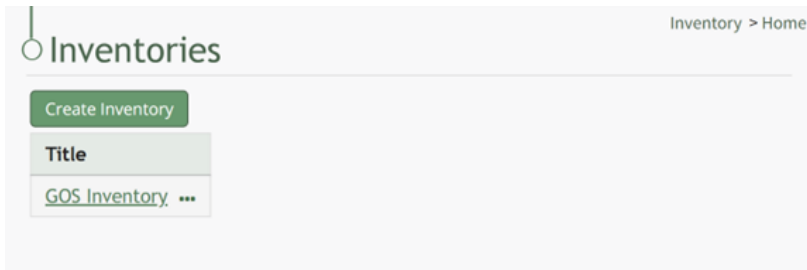 Inventory > Home
Inventories
Create Inventory
Title
GOS Inventory •••